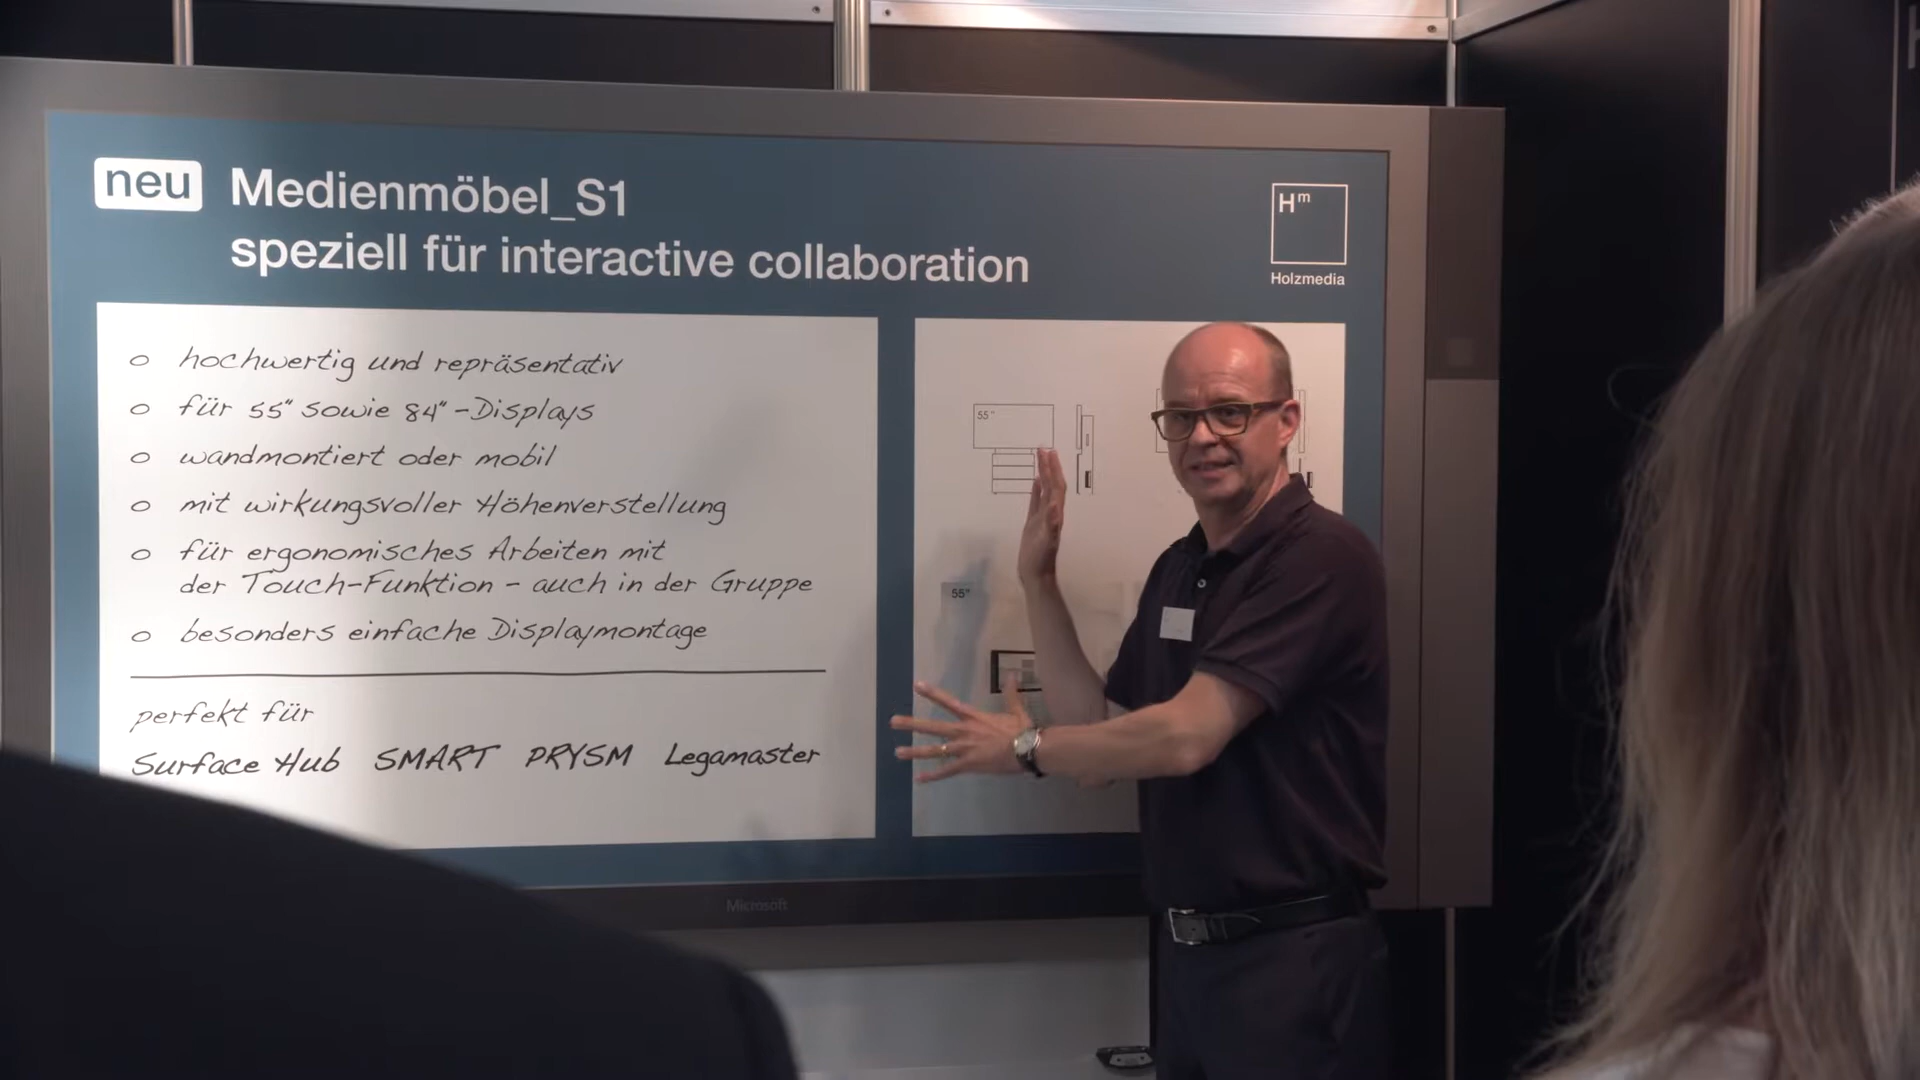 neu Medienmöbel_S1
speziell für interactive collaboration
Hm
Holzmedia
o hochwertig und repräsentativ
o für 55" sowie 84"-Displays
o wandmontiert oder mobil
o mit wirkungsvoller Höhenverstellung
o für ergonomisches Arbeiten mit
der Touch-Funktion - auch in der Gruppe
o besonders einfache Displaymontage
perfekt für
Surface Hub SMART PRYSM Legamaster
55"
55"
Microsoft